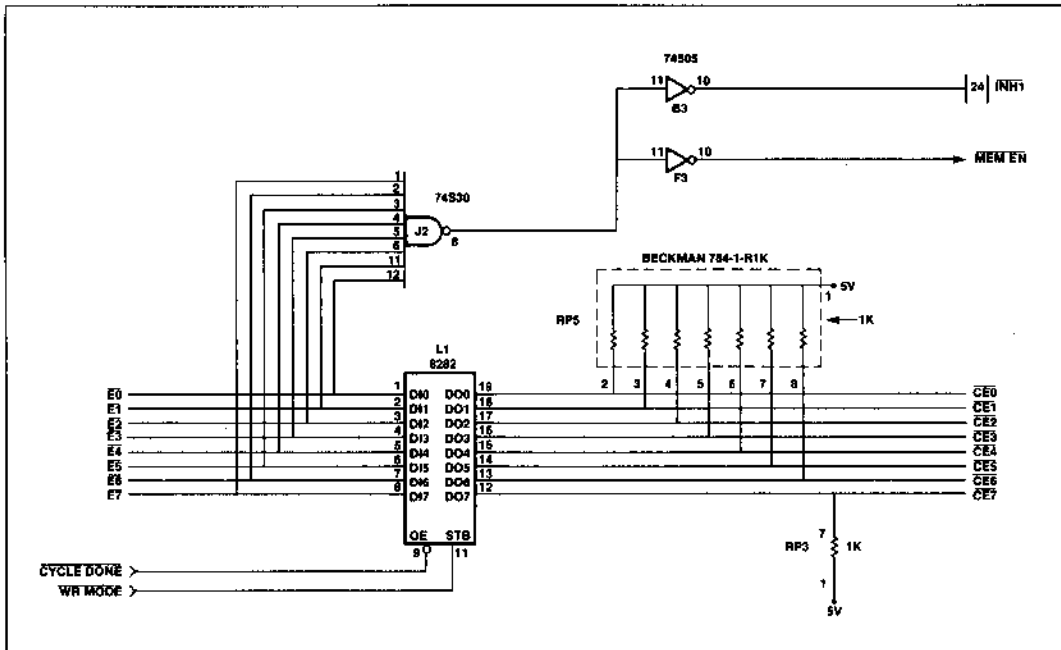 74S05
11 10
B3
24 INH1
11 10
F3
MEM EN
1
2
3
4
5
6
11
12
74S30
J2
8
BECKMAN 784-1-R1K
5V
1
RP5
1K
2 3 4 5 6 7 8
L1
8282
E0 1 DI0 DO0 19 CE0
E1 2 DI1 DO1 18 CE1
E2 3 DI2 DO2 17 CE2
E3 4 DI3 DO3 16 CE3
E4 5 DI4 DO4 15 CE4
E5 6 DI5 DO5 14 CE5
E6 7 DI6 DO6 13 CE6
E7 8 DI7 DO7 12 CE7
OE STB
9 11
CYCLE DONE
WR MODE
RP3
7
1K
1
5V